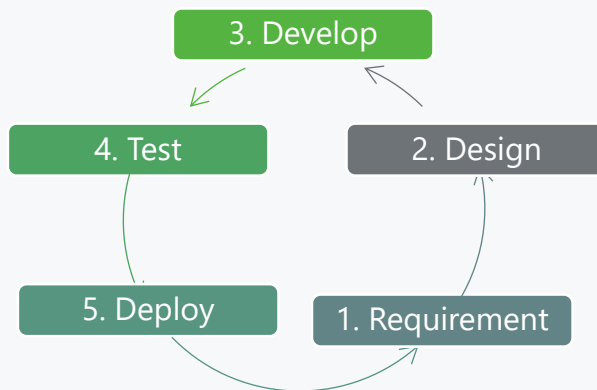 3. Develop
4. Test
2. Design
5. Deploy
1. Requirement